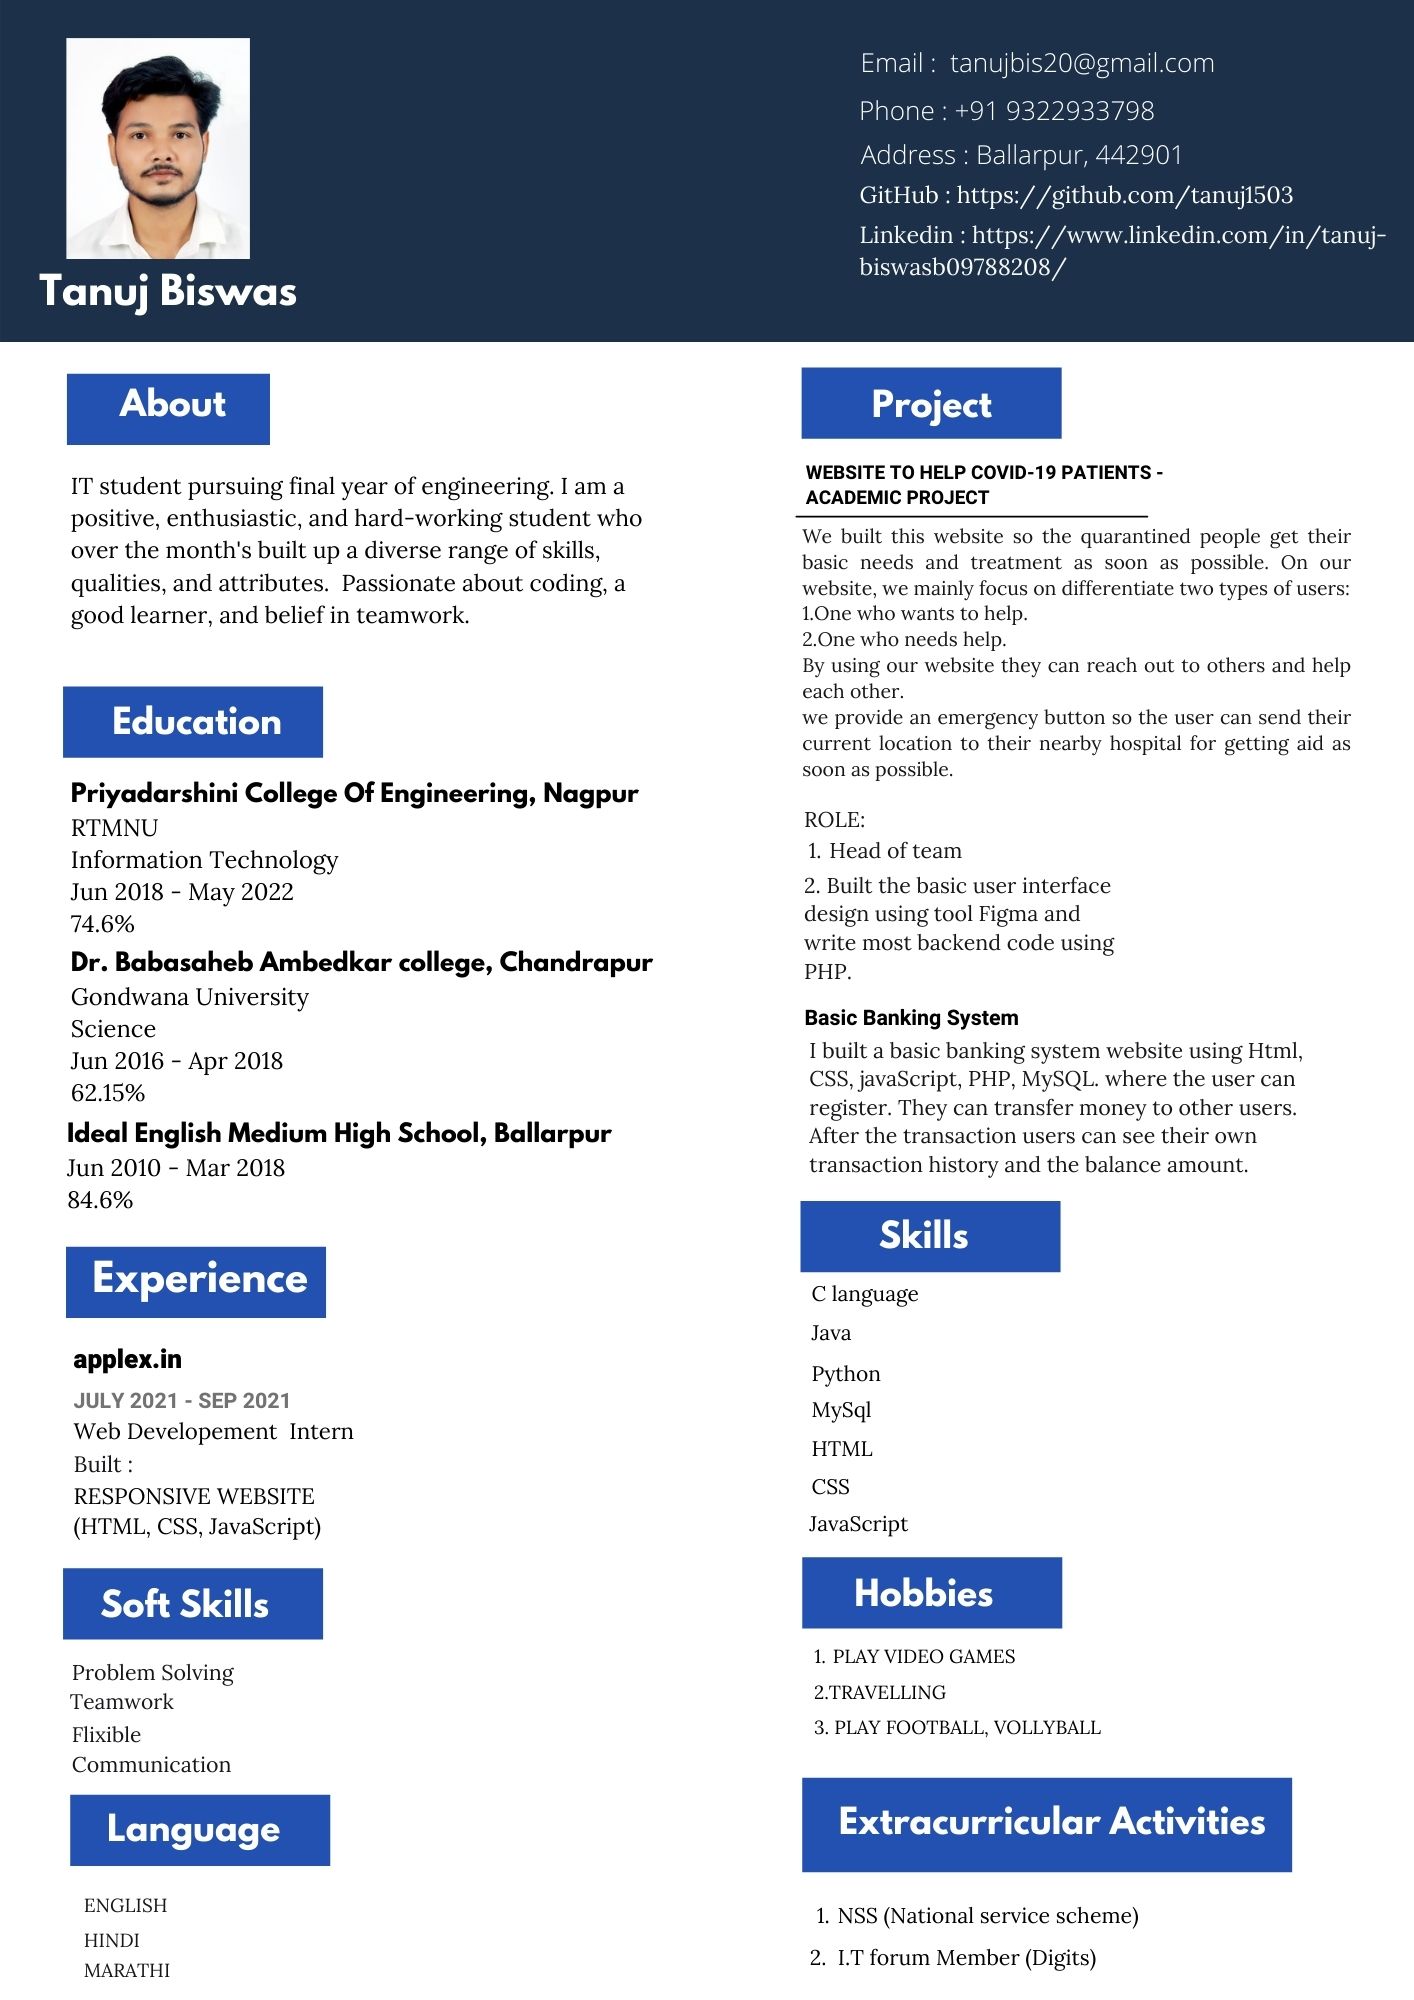 Tanuj Biswas
Email :  tanujbis20@gmail.com
Phone : +91 9322933798
Address : Ballarpur, 442901
GitHub : https://github.com/tanuj1503
Linkedin : https://www.linkedin.com/in/tanuj-
biswasb09788208/
About
IT student pursuing final year of engineering. I am a
positive, enthusiastic, and hard-working student who
over the month's built up a diverse range of skills,
qualities, and attributes.  Passionate about coding, a
good learner, and belief in teamwork.
Education
Priyadarshini College Of Engineering, Nagpur
RTMNU
Information Technology
Jun 2018 - May 2022
74.6%
Dr. Babasaheb Ambedkar college, Chandrapur
Gondwana University
Science
Jun 2016 - Apr 2018
62.15%
Ideal English Medium High School, Ballarpur
Jun 2010 - Mar 2018
84.6%
Experience
applex.in
JULY 2021 - SEP 2021
Web Developement  Intern
Built :
RESPONSIVE WEBSITE
(HTML, CSS, JavaScript)
Soft Skills
Problem Solving
Teamwork
Flixible
Communication
Language
ENGLISH
HINDI
MARATHI
Project
WEBSITE TO HELP COVID-19 PATIENTS -
ACADEMIC PROJECT
We built this website so the quarantined people get their
basic needs and treatment as soon as possible. On our
website, we mainly focus on differentiate two types of users:
1.One who wants to help.
2.One who needs help.
By using our website they can reach out to others and help
each other.
we provide an emergency button so the user can send their
current location to their nearby hospital for getting aid as
soon as possible.
ROLE:
1. Head of team
2. Built the basic user interface
design using tool Figma and
write most backend code using
PHP.
Basic Banking System
I built a basic banking system website using Html,
CSS, javaScript, PHP, MySQL. where the user can
register. They can transfer money to other users.
After the transaction users can see their own
transaction history and the balance amount.
Skills
C language
Java
Python
MySql
HTML
CSS
JavaScript
Hobbies
1. PLAY VIDEO GAMES
2.TRAVELLING
3. PLAY FOOTBALL, VOLLYBALL
Extracurricular Activities
1. NSS (National service scheme)
2. I.T forum Member (Digits)